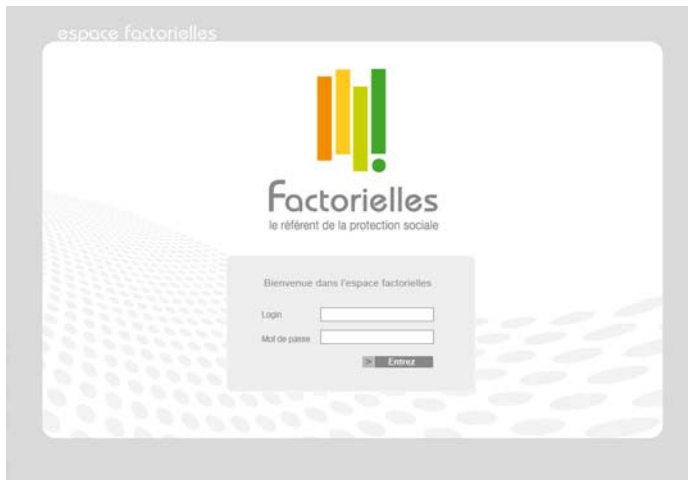 espace factorielles
Factorielles
le référent de la protection sociale
Bienvenue dans l'espace factorielles
Login
Mot de passe
> Entrez